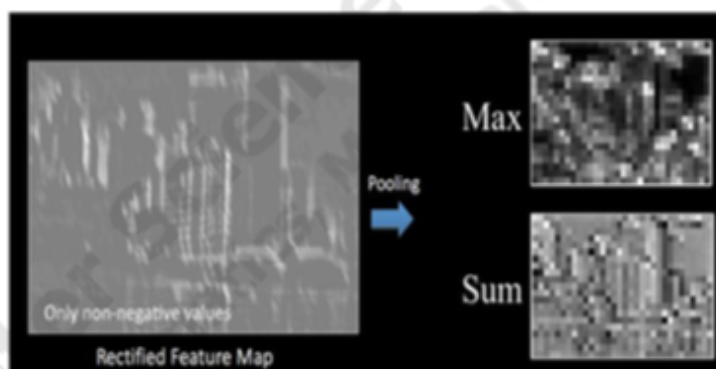 Max
Pooling
Sum
Only non-negative values
Rectified Feature Map